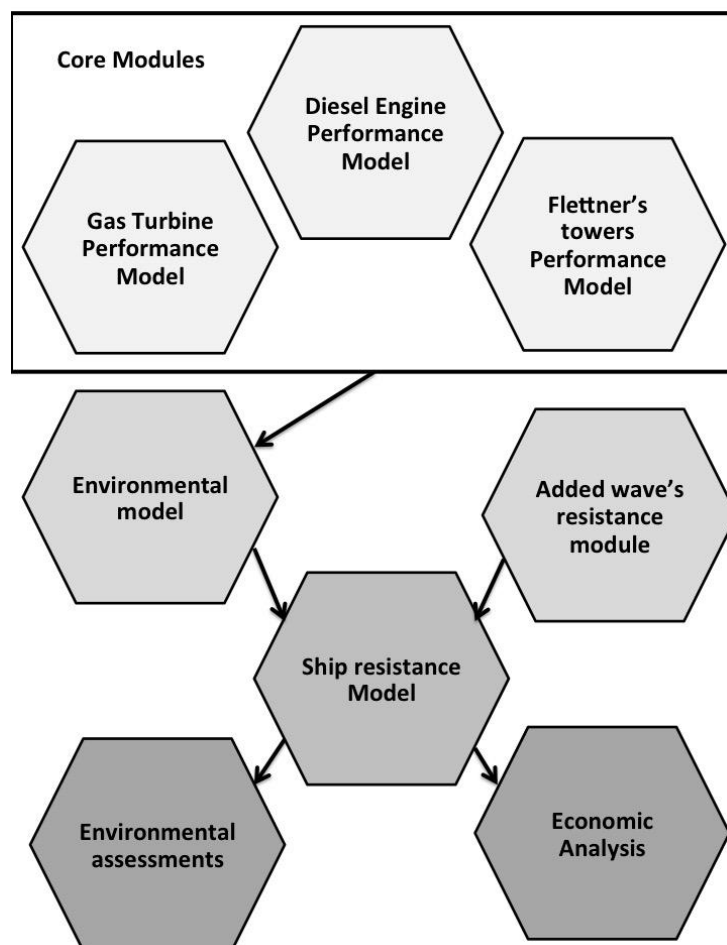 Core Modules
Diesel Engine
Performance
Model
Gas Turbine
Performance
Model
Flettner’s
towers
Performance
Model
Environmental
model
Added wave’s
resistance
module
Ship resistance
Model
Environmental
assessments
Economic
Analysis